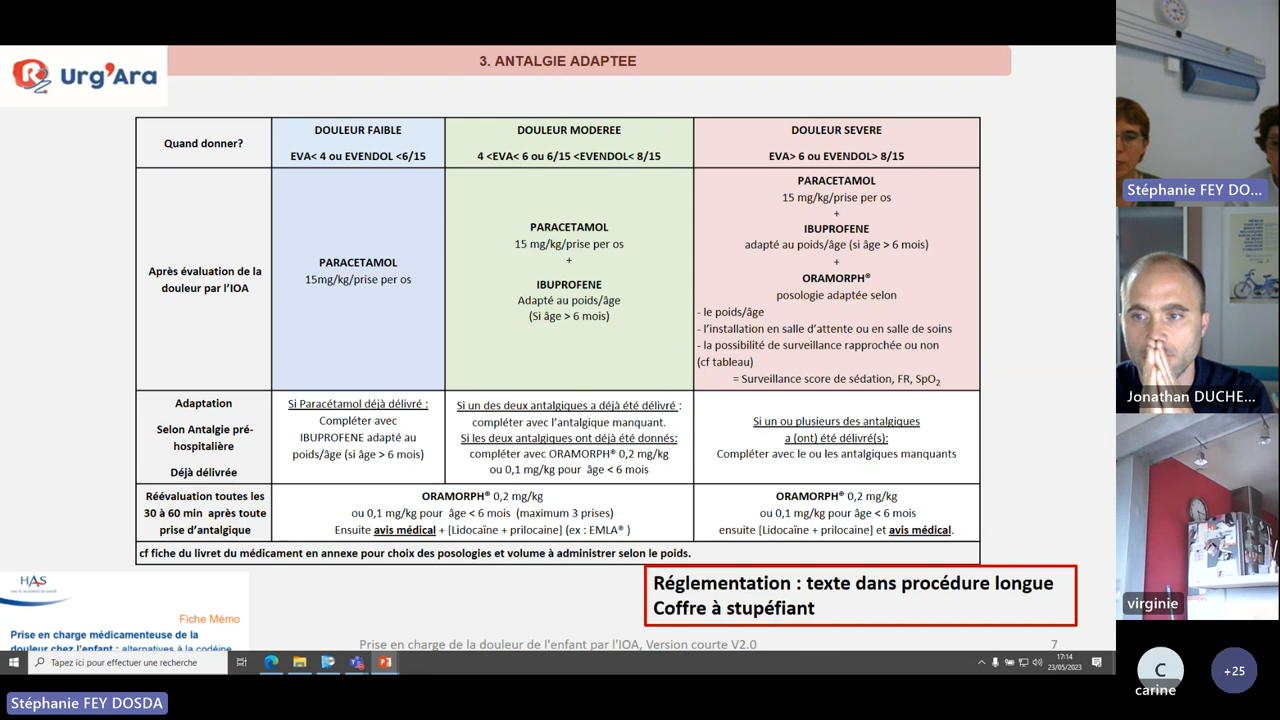 3. ANTALGIE ADAPTEE
Urg'Ara
Quand donner?
DOULEUR FAIBLE
EVA< 4 ou EVENDOL <6/15
DOULEUR MODEREE
4 <EVA< 6 ou 6/15 <EVENDOL< 8/15
DOULEUR SEVERE
EVA> 6 ou EVENDOL> 8/15
Après évaluation de la
douleur par l'IOA
PARACETAMOL
15mg/kg/prise per os
PARACETAMOL
15 mg/kg/prise per os
+
IBUPROFENE
Adapté au poids/âge
(Si âge > 6 mois)
PARACETAMOL
15 mg/kg/prise per os
+
IBUPROFENE
adapté au poids/âge (si âge > 6 mois)
+
ORAMORPH®
posologie adaptée selon
- le poids/âge
- l'installation en salle d'attente ou en salle de soins
- la possibilité de surveillance rapprochée ou non
(cf tableau)
= Surveillance score de sédation, FR, SpO2
Adaptation
Selon Antalgie pré-
hospitalière
Déjà délivrée
Si Paracétamol déjà délivré :
Compléter avec
IBUPROFENE adapté au
poids/âge (si âge > 6 mois)
Si un des deux antalgiques a déjà été délivré :
compléter avec l'antalgique manquant.
Si les deux antalgiques ont déjà été donnés:
compléter avec ORAMORPH® 0,2 mg/kg
ou 0,1 mg/kg pour âge < 6 mois
Si un ou plusieurs des antalgiques
a (ont) été délivré(s):
Compléter avec le ou les antalgiques manquants
Réévaluation toutes les
30 à 60 min après toute
prise d'antalgique
ORAMORPH® 0,2 mg/kg
ou 0,1 mg/kg pour âge < 6 mois (maximum 3 prises)
Ensuite avis médical + [Lidocaïne + prilocaine] (ex : EMLA® )
ORAMORPH® 0,2 mg/kg
ou 0,1 mg/kg pour âge < 6 mois
ensuite [Lidocaïne + prilocaine] et avis médical.
cf fiche du livret du médicament en annexe pour choix des posologies et volume à administrer selon le poids.
Réglementation : texte dans procédure longue
Coffre à stupéfiant
HAS
Fiche Mémo
Prise en charge médicamenteuse de la
douleur chez l'enfant : alternatives à la codéine
Prise en charge de la douleur de l'enfant par l'IOA, Version courte V2.0
7
Tapez ici pour effectuer une recherche
17:14
23/05/2023
Stéphanie FEY DOSDA
Stéphanie FEY DO...
Jonathan DUCHE...
virginie
C
carine
+25